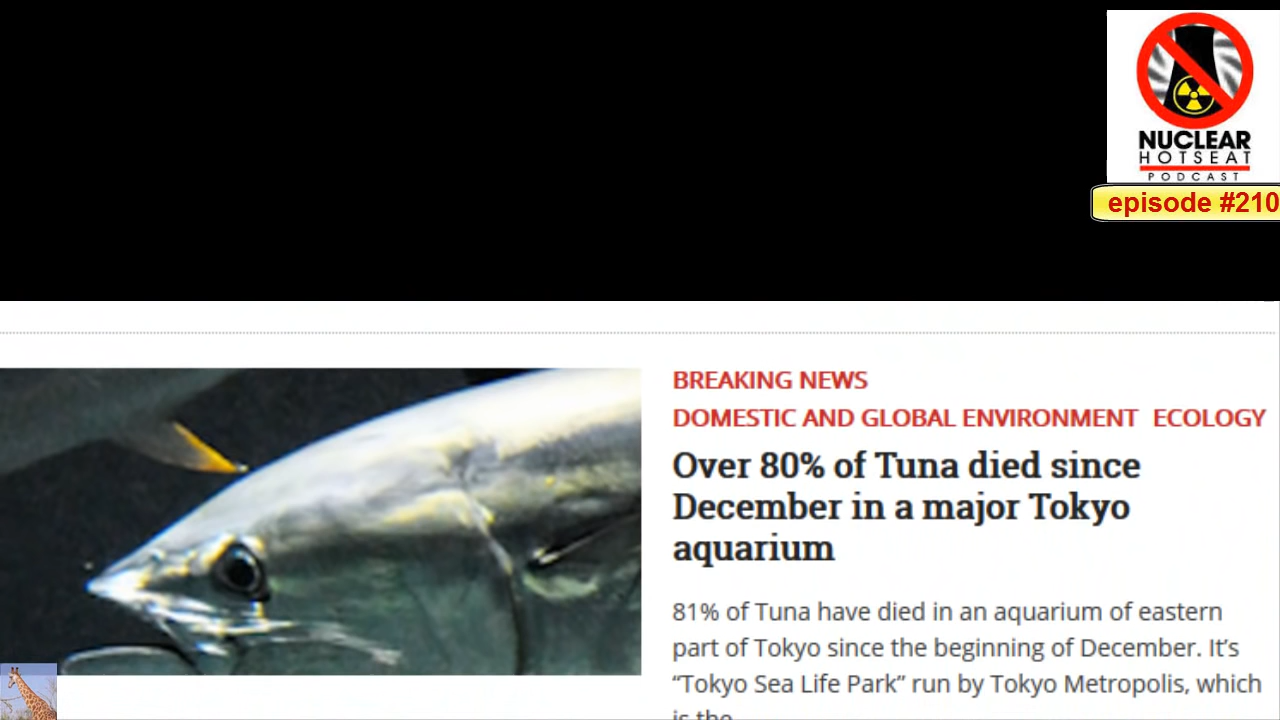 NUCLEAR
HOTSEAT
PODCAST
episode #210
BREAKING NEWS
DOMESTIC AND GLOBAL ENVIRONMENT ECOLOGY
Over 80% of Tuna died since
December in a major Tokyo
aquarium
81% of Tuna have died in an aquarium of eastern
part of Tokyo since the beginning of December. It’s
“Tokyo Sea Life Park” run by Tokyo Metropolis, which
is the